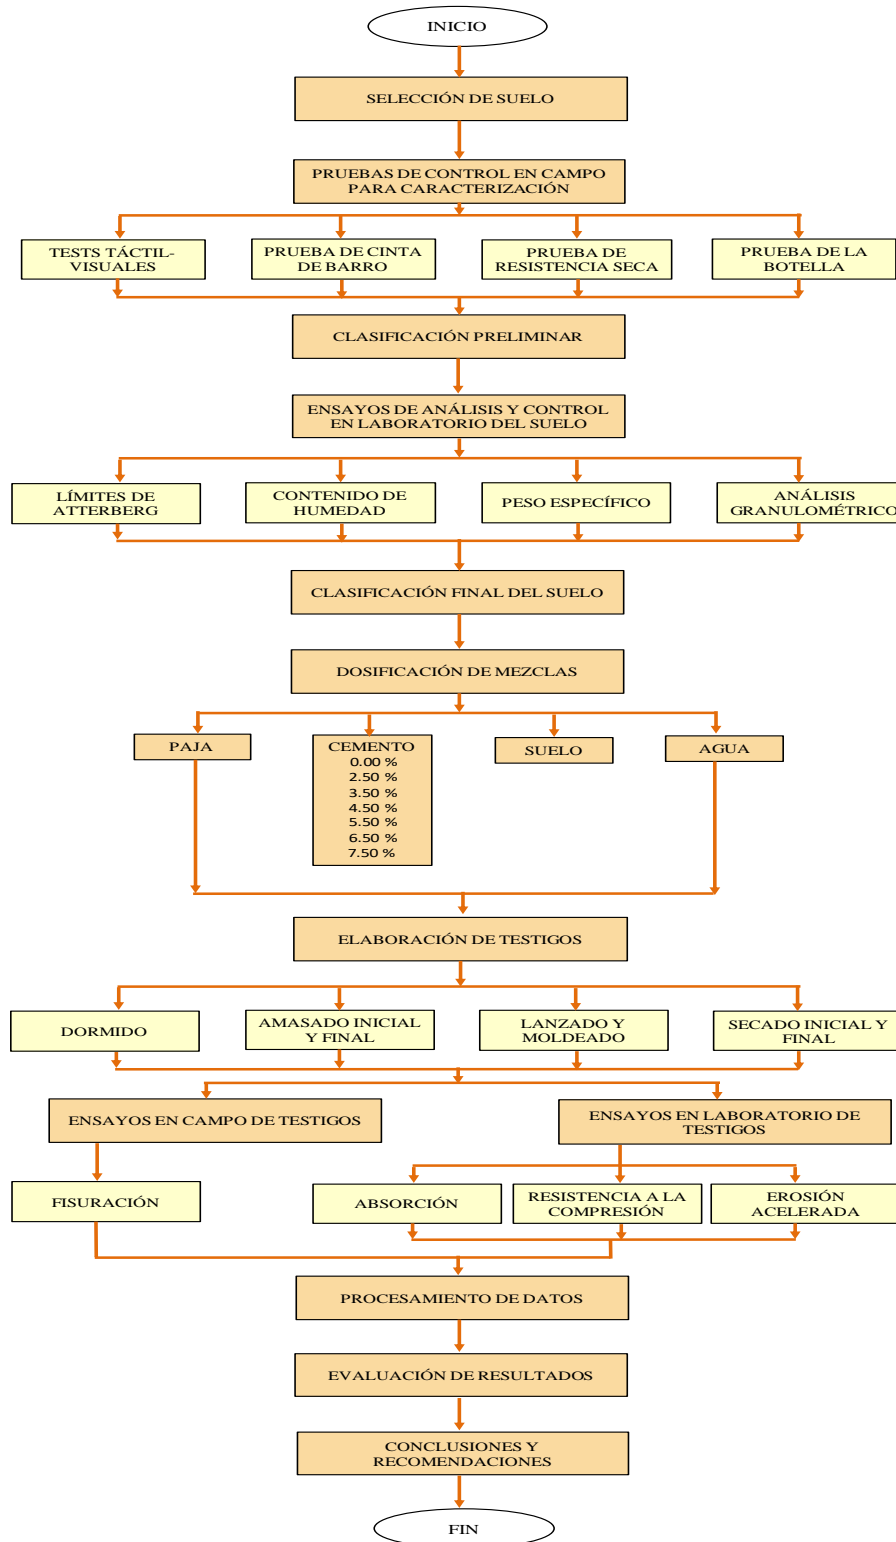 INICIO
SELECCIÓN DE SUELO
PRUEBAS DE CONTROL EN CAMPO
PARA CARACTERIZACIÓN
TESTS TÁCTIL-
VISUALES
PRUEBA DE CINTA
DE BARRO
PRUEBA DE
RESISTENCIA SECA
PRUEBA DE LA
BOTELLA
CLASIFICACIÓN PRELIMINAR
ENSAYOS DE ANÁLISIS Y CONTROL
EN LABORATORIO DEL SUELO
LÍMITES DE
ATTERBERG
CONTENIDO DE
HUMEDAD
PESO ESPECÍFICO
ANÁLISIS
GRANULOMÉTRICO
CLASIFICACIÓN FINAL DEL SUELO
DOSIFICACIÓN DE MEZCLAS
PAJA
CEMENTO
0.00 %
2.50 %
3.50 %
4.50 %
5.50 %
6.50 %
7.50 %
SUELO
AGUA
ELABORACIÓN DE TESTIGOS
DORMIDO
AMASADO INICIAL
Y FINAL
LANZADO Y
MOLDEADO
SECADO INICIAL Y
FINAL
ENSAYOS EN CAMPO DE TESTIGOS
ENSAYOS EN LABORATORIO DE
TESTIGOS
FISURACIÓN
ABSORCIÓN
RESISTENCIA A LA
COMPRESIÓN
EROSIÓN
ACELERADA
PROCESAMIENTO DE DATOS
EVALUACIÓN DE RESULTADOS
CONCLUSIONES Y
RECOMENDACIONES
FIN